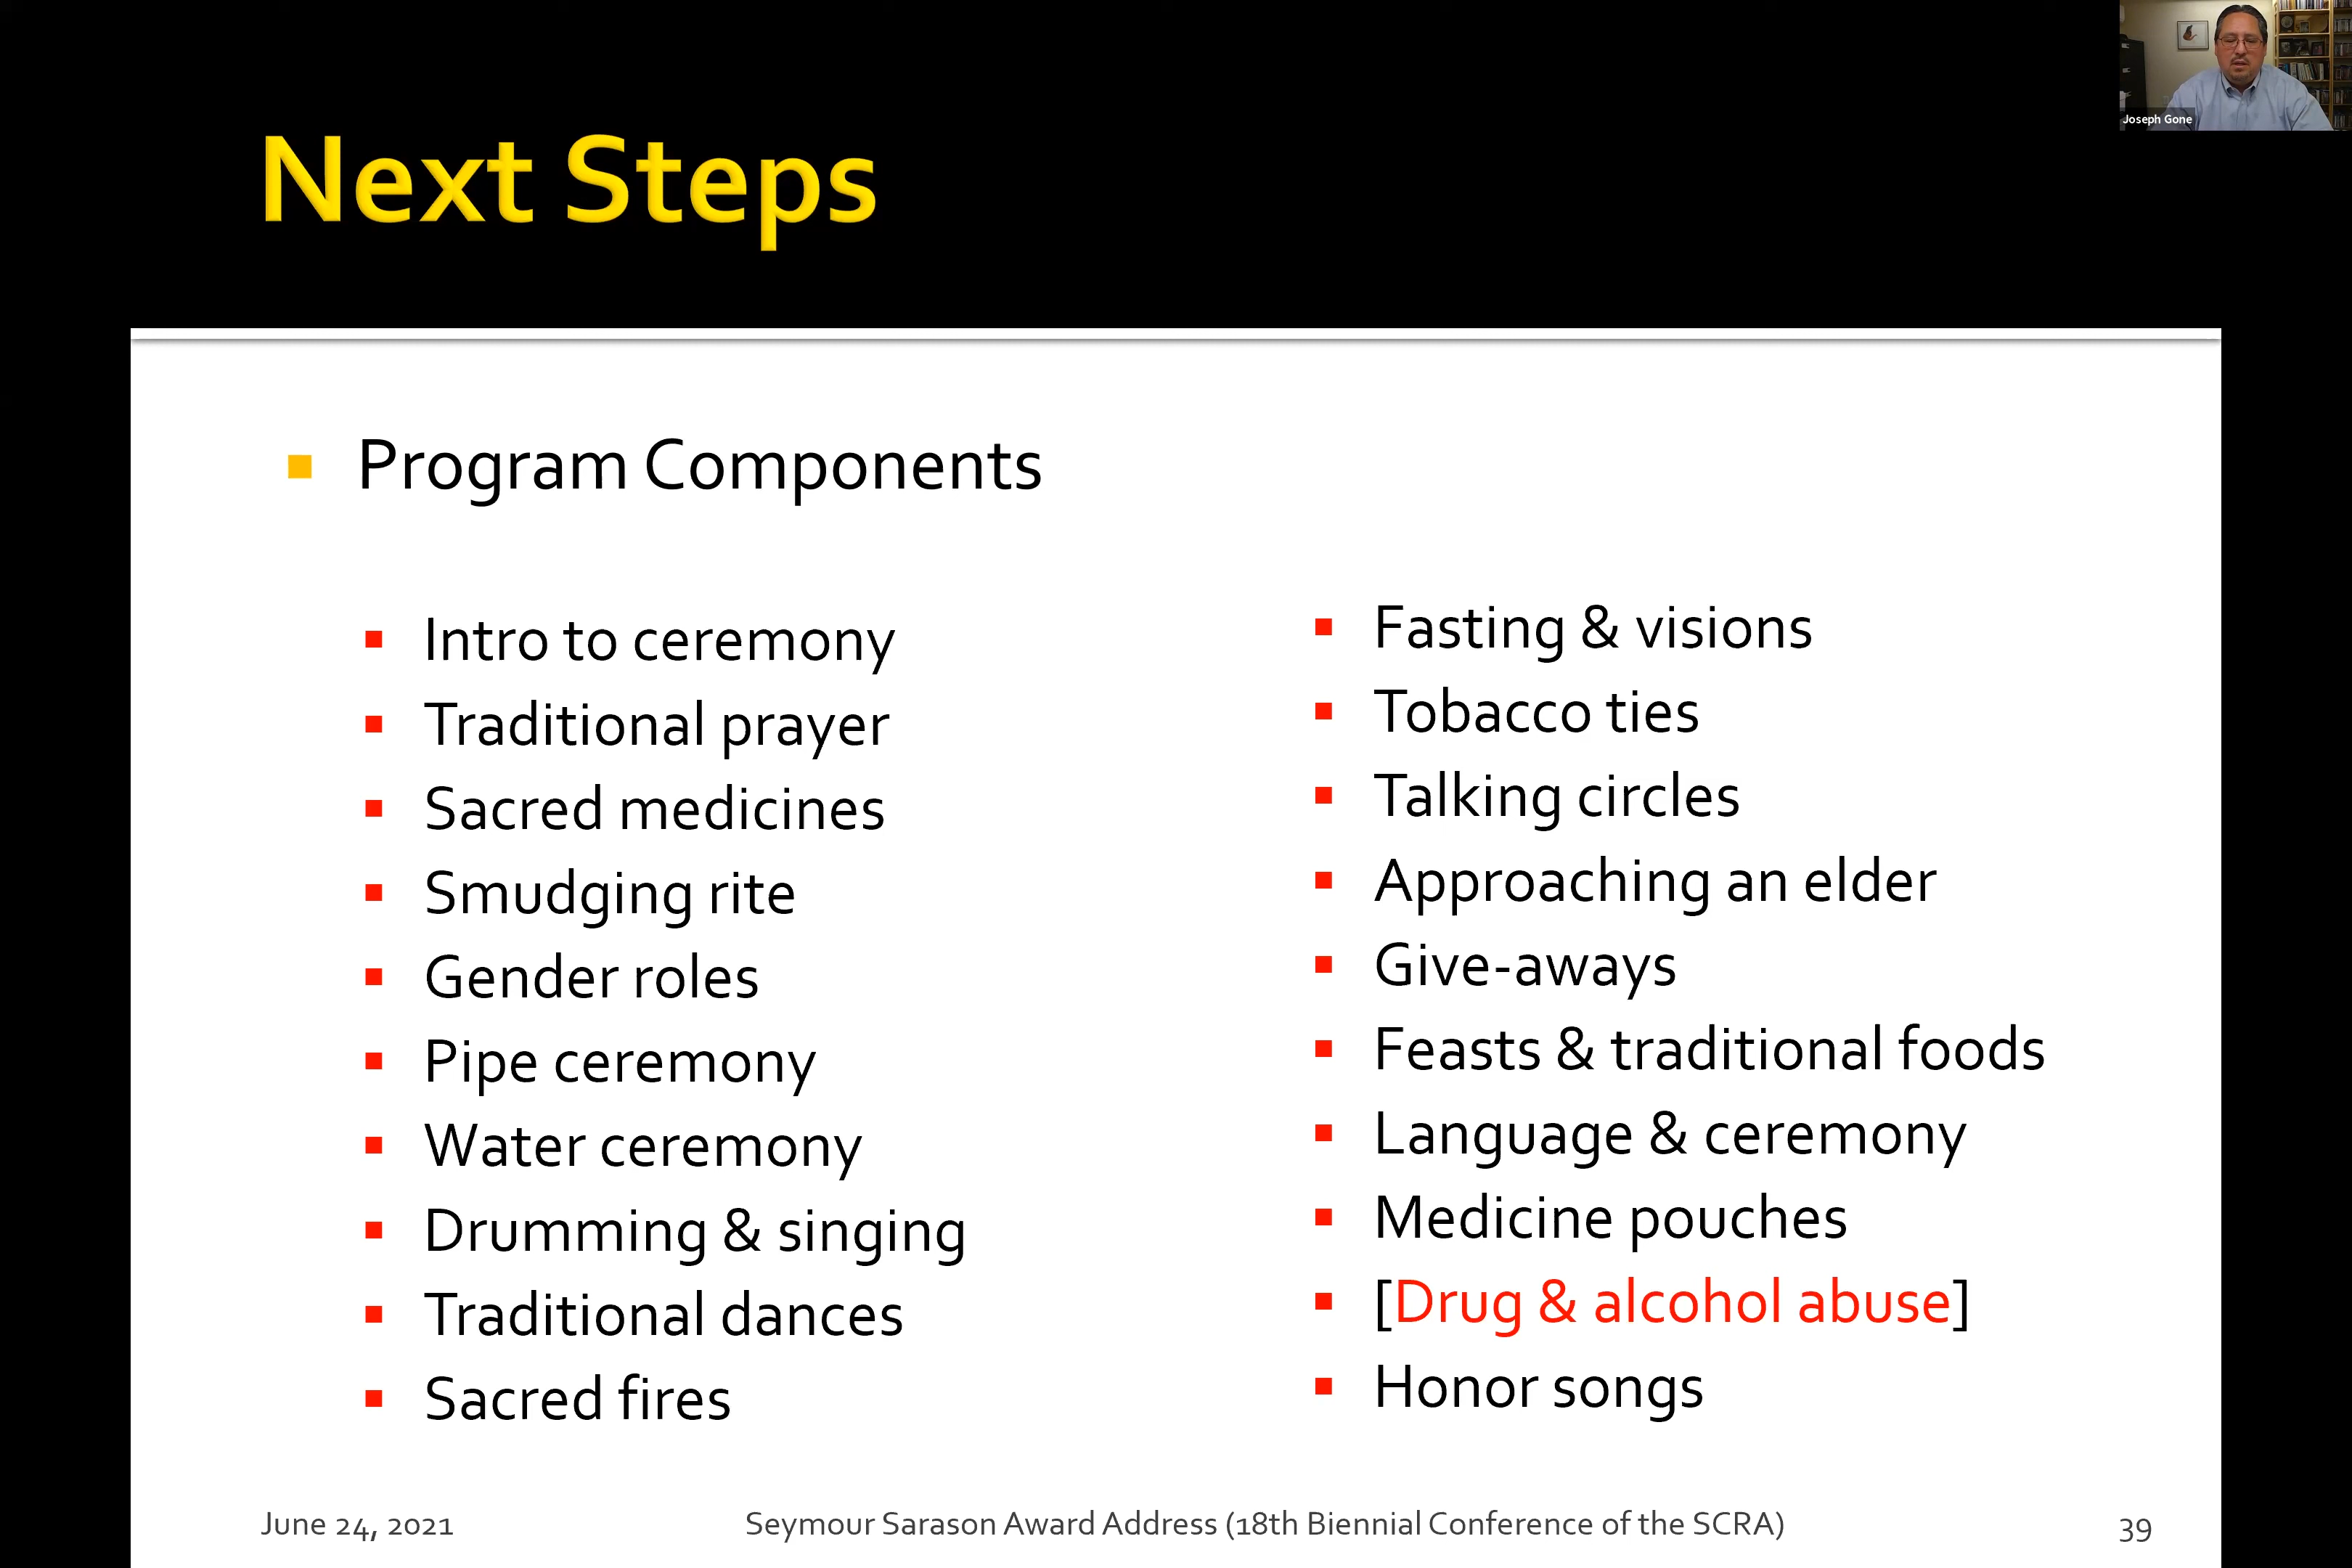 Joseph Gone
Next Steps
Program Components
Intro to ceremony
Traditional prayer
Sacred medicines
Smudging rite
Gender roles
Pipe ceremony
Water ceremony
Drumming & singing
Traditional dances
Sacred fires
Fasting & visions
Tobacco ties
Talking circles
Approaching an elder
Give-aways
Feasts & traditional foods
Language & ceremony
Medicine pouches
[Drug & alcohol abuse]
Honor songs
June 24, 2021
Seymour Sarason Award Address (18th Biennial Conference of the SCRA)
39